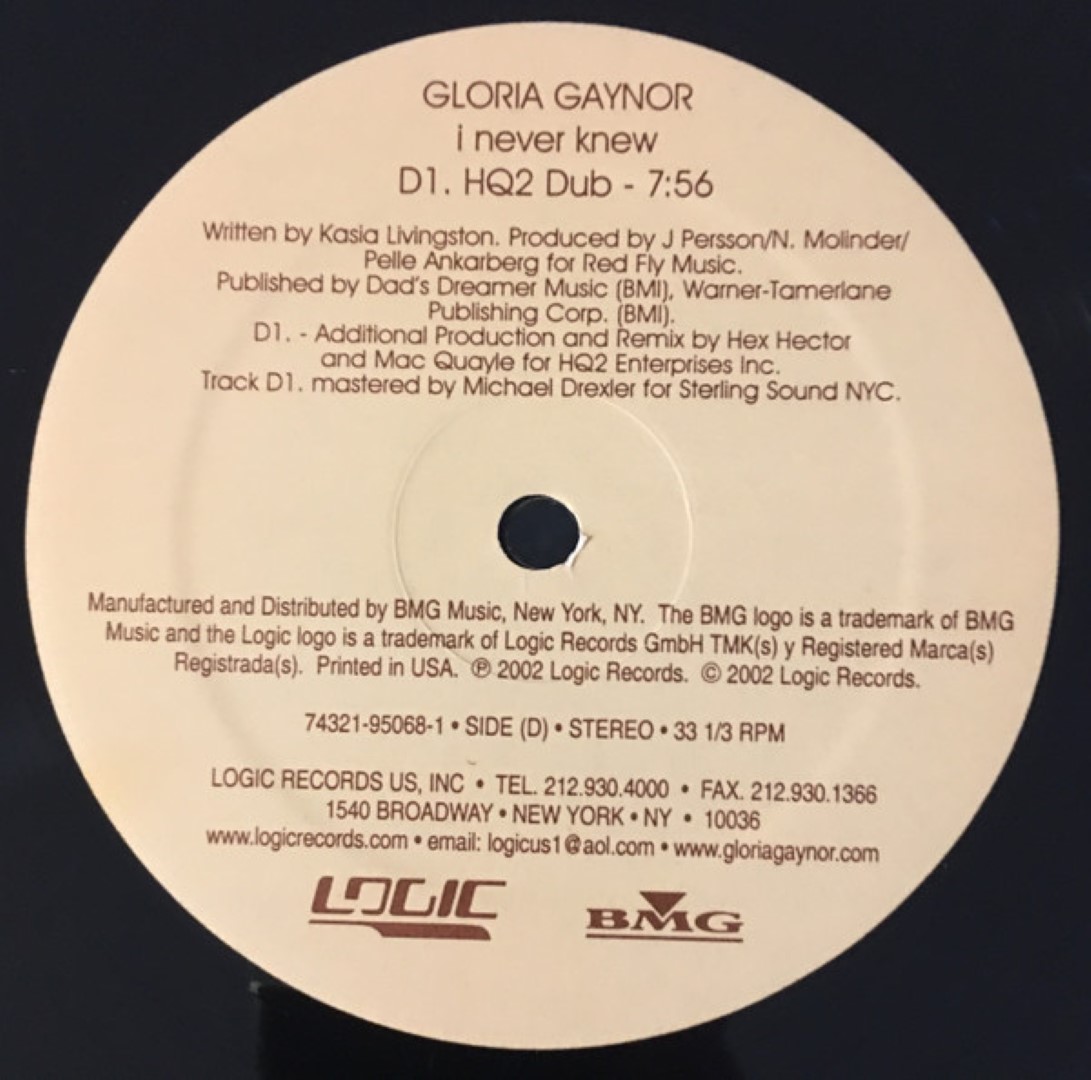 GLORIA GAYNOR
i never knew
D1. HQ2 Dub - 7:56
Written by Kasia Livingston. Produced by J Persson/N. Molinder/
Pelle Ankarberg for Red Fly Music.
Published by Dad's Dreamer Music (BMI), Warner-Tamerlane
Publishing Corp. (BMI).
D1. - Additional Production and Remix by Hex Hector
and Mac Quayle for HQ2 Enterprises Inc.
Track D1. mastered by Michael Drexler for Sterling Sound NYC.
Manufactured and Distributed by BMG Music, New York, NY. The BMG logo is a trademark of BMG
Music and the Logic logo is a trademark of Logic Records GmbH TMK(s) y Registered Marca(s)
Registrada(s). Printed in USA. ℗ 2002 Logic Records. © 2002 Logic Records.
74321-95068-1 • SIDE (D) • STEREO • 33 1/3 RPM
LOGIC RECORDS US, INC • TEL. 212.930.4000 • FAX. 212.930.1366
1540 BROADWAY • NEW YORK • NY • 10036
www.logicrecords.com • email: logicus1@aol.com • www.gloriagaynor.com
LOGIC BMG